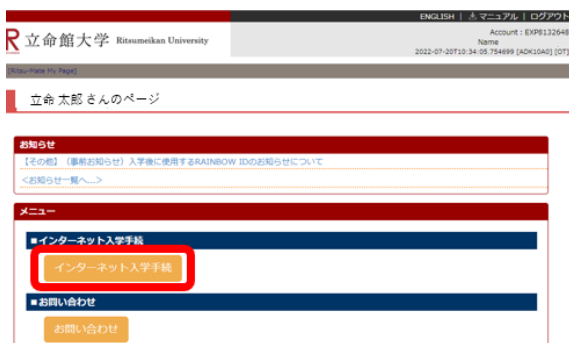 ENGLISH | マニュアル | ログアウト
R 立命館大学 Ritsumeikan University
Account : EXP8132648
Name
2022-07-20T10:34:05.754699 [ADK10A0] [OT]
[Ritsu-Mate My Page]
立命 太郎 さんのページ
お知らせ
【その他】（事前お知らせ）入学後に使用するRAINBOW IDのお知らせについて
<お知らせ一覧へ...>
メニュー
■インターネット入学手続
インターネット入学手続
■お問い合わせ
お問い合わせ